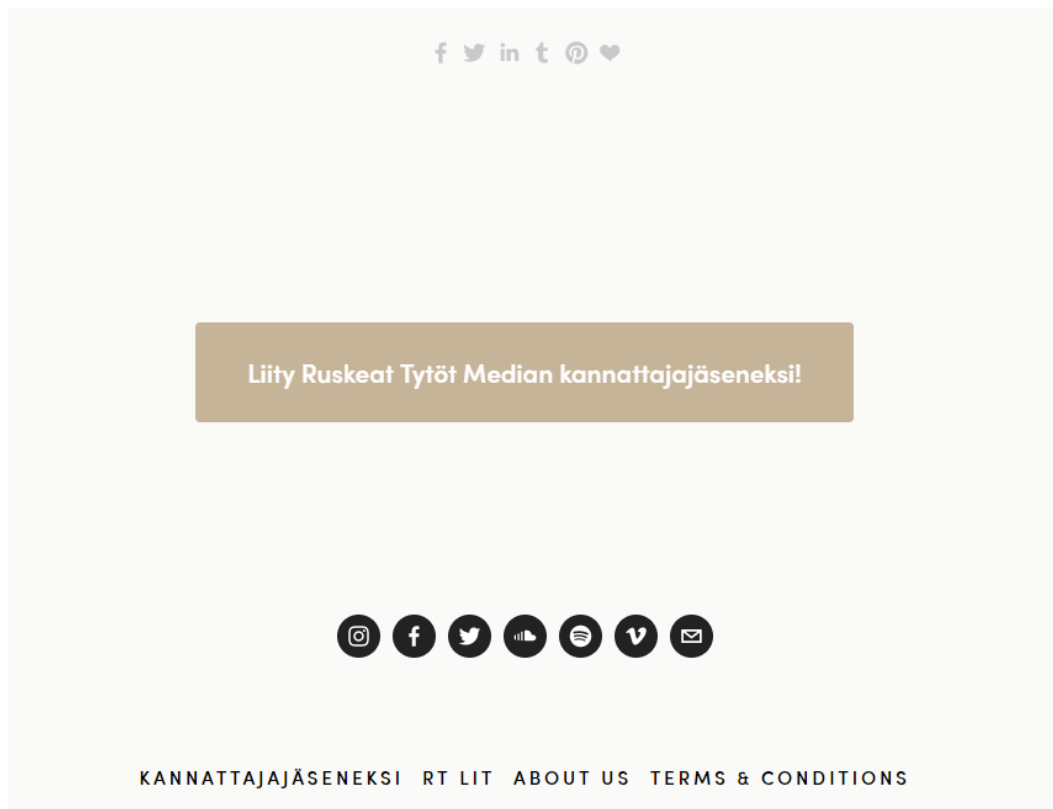 Liity Ruskeat Tytöt Median kannattajajäseneksi!
KANNATTAJAJÄSENEKSI RT LIT ABOUT US TERMS & CONDITIONS